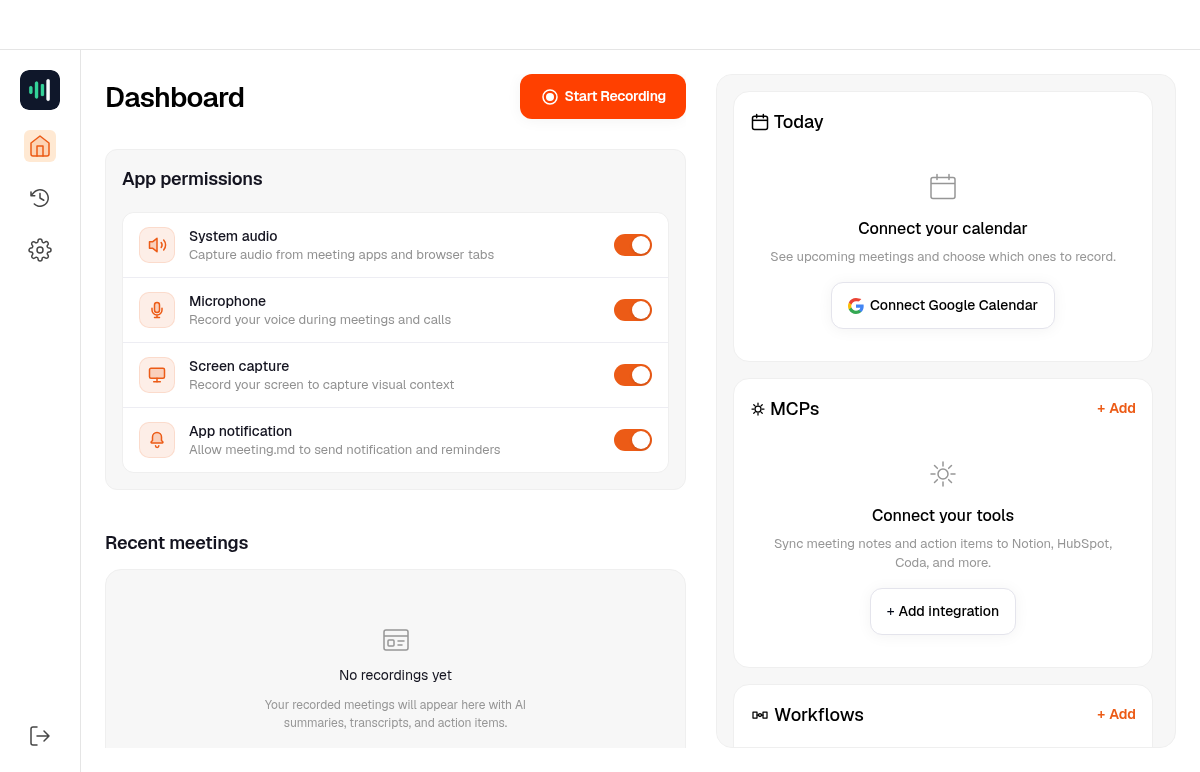 Dashboard
Start Recording
App permissions
System audio
Capture audio from meeting apps and browser tabs
Microphone
Record your voice during meetings and calls
Screen capture
Record your screen to capture visual context
App notification
Allow meeting.md to send notification and reminders
Recent meetings
No recordings yet
Your recorded meetings will appear here with AI
summaries, transcripts, and action items.
Today
Connect your calendar
See upcoming meetings and choose which ones to record.
Connect Google Calendar
MCPs
+ Add
Connect your tools
Sync meeting notes and action items to Notion, HubSpot,
Coda, and more.
+ Add integration
Workflows
+ Add